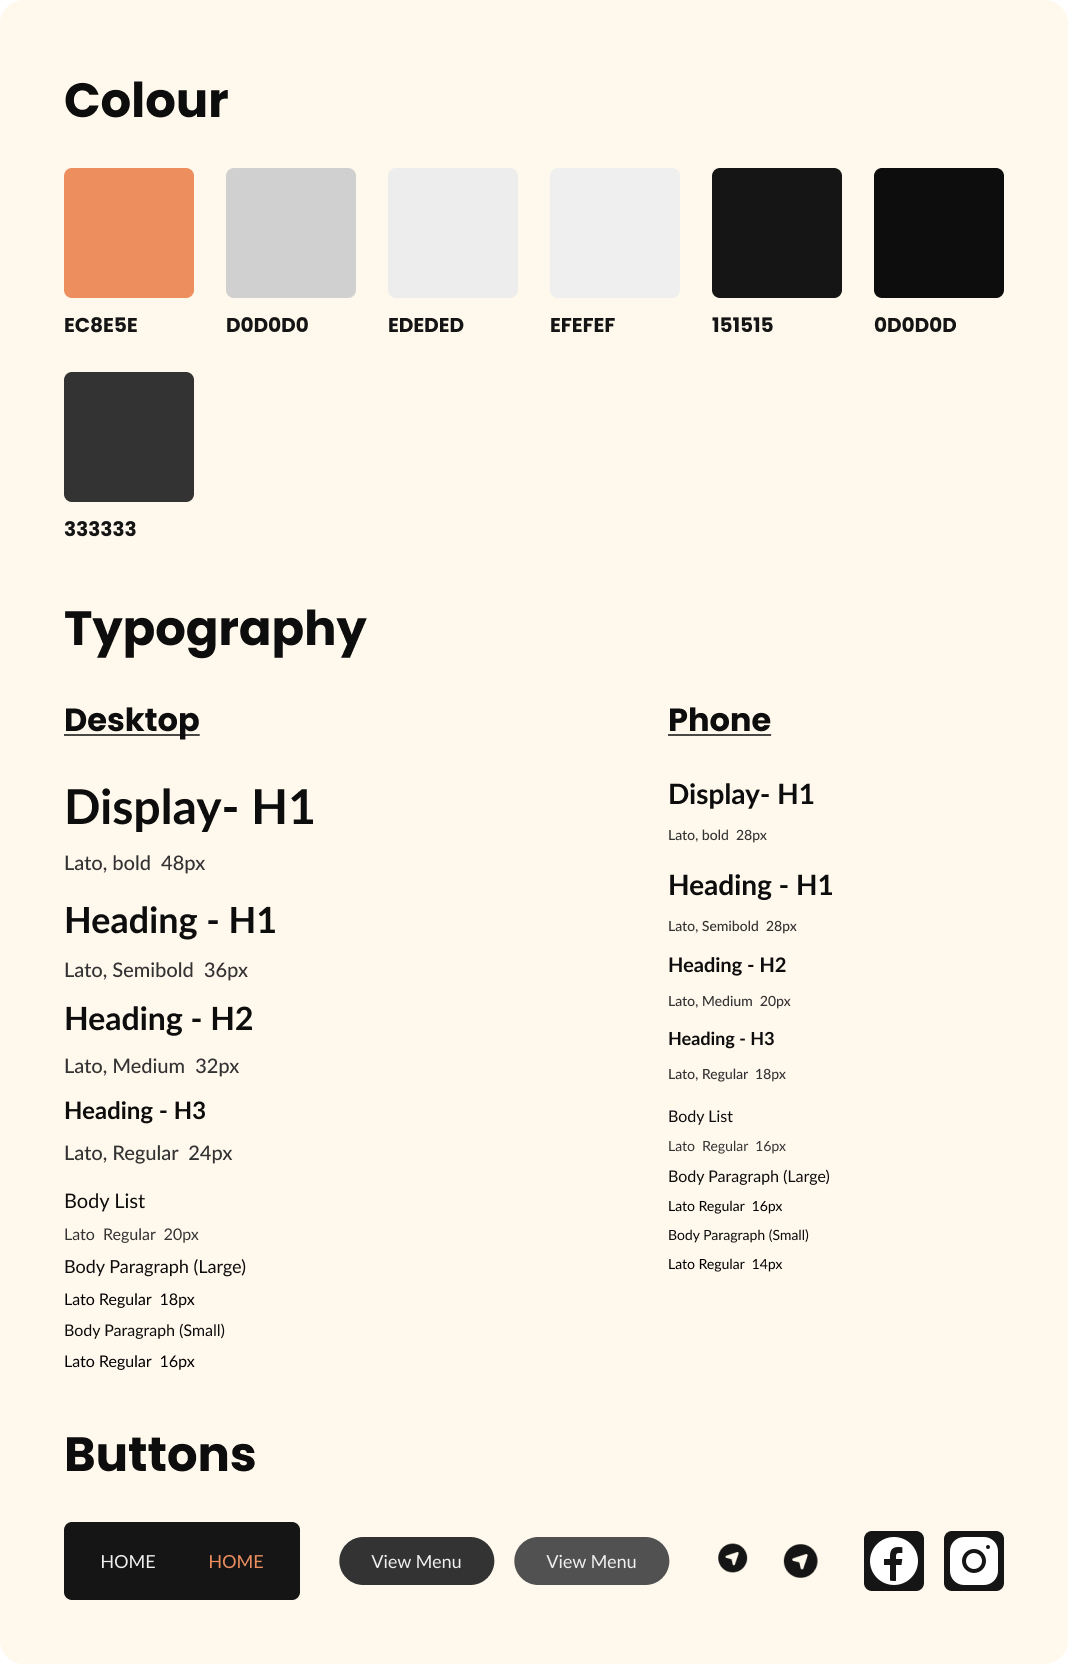 Colour
EC8E5E
D0D0D0
EDEDED
EFEFEF
151515
0D0D0D
333333
Typography
Desktop
Display- H1
Lato, bold  48px
Heading - H1
Lato, Semibold  36px
Heading - H2
Lato, Medium  32px
Heading - H3
Lato, Regular  24px
Body List
Lato  Regular  20px
Body Paragraph (Large)
Lato Regular  18px
Body Paragraph (Small)
Lato Regular  16px
Phone
Display- H1
Lato, bold  28px
Heading - H1
Lato, Semibold  28px
Heading - H2
Lato, Medium  20px
Heading - H3
Lato, Regular  18px
Body List
Lato  Regular  16px
Body Paragraph (Large)
Lato Regular  16px
Body Paragraph (Small)
Lato Regular  14px
Buttons
HOME
HOME
View Menu
View Menu